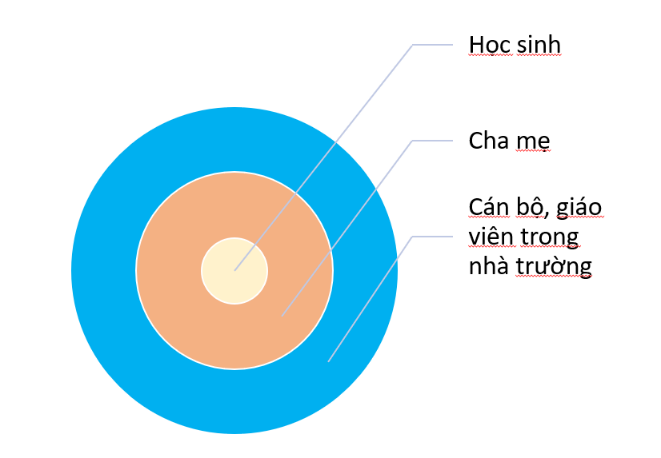 Học sinh
Cha mẹ
Cán bộ, giáo
viên trong
nhà trường